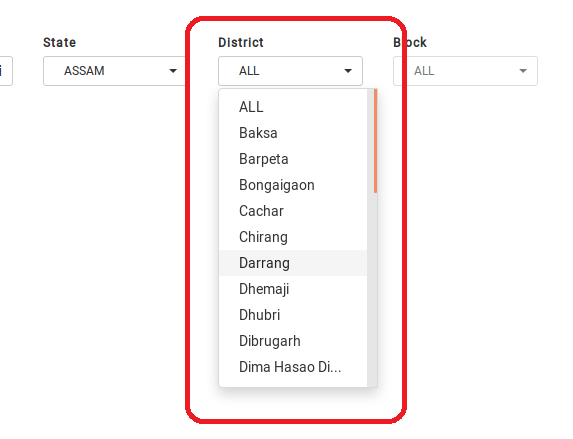 State District Block
i ASSAM ALL ALL
ALL
Baksa
Barpeta
Bongaigaon
Cachar
Chirang
Darrang
Dhemaji
Dhubri
Dibrugarh
Dima Hasao Di...